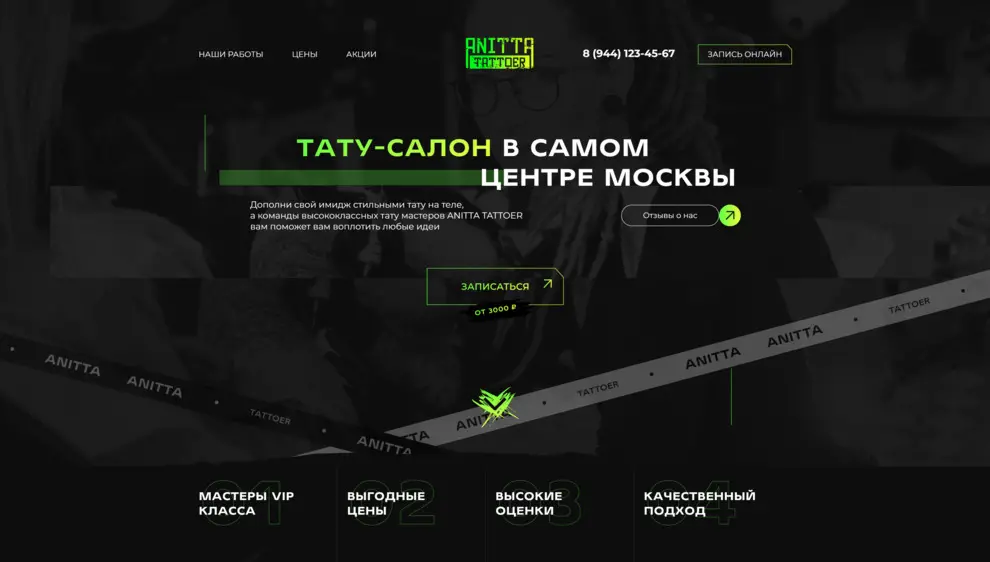 НАШИ РАБОТЫ
ЦЕНЫ
АКЦИИ
ANITTA
TATTOER
8 (944) 123-45-67
ЗАПИСЬ ОНЛАЙН
ТАТУ-САЛОН В САМОМ
ЦЕНТРЕ МОСКВЫ
Дополни свой имидж стильными тату на теле,
а команды высококлассных тату мастеров ANITTA TATTOER
вам поможет вам воплотить любые идеи
Отзывы о нас
ЗАПИСАТЬСЯ
ОТ 3000 ₽
ANITTA ANITTA • TATTOER • ANITTA
TATTOER • ANITTA ANITTA • TATTOER •
01
МАСТЕРЫ VIP
КЛАССА
02
ВЫГОДНЫЕ
ЦЕНЫ
03
ВЫСОКИЕ
ОЦЕНКИ
04
КАЧЕСТВЕННЫЙ
ПОДХОД